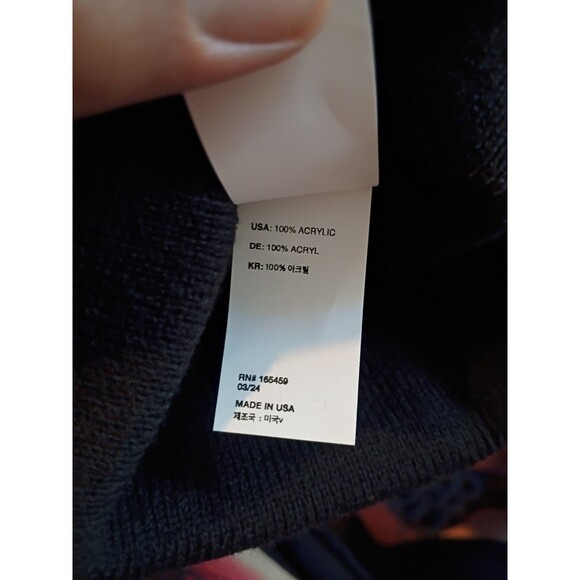 USA: 100% ACRYLIC
DE: 100% ACRYL
KR: 100% 아크릴
RN# 165459
03/24
MADE IN USA
제조국 : 미국v